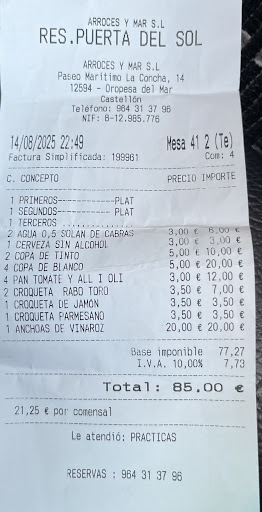 ARROCES Y MAR S.L
RES.PUERTA DEL SOL
ARROCES Y MAR S.L
Paseo Marítimo La Concha, 14
12594 - Oropesa del Mar
Castellón
Teléfono: 964 31 37 96
NIF: B-12.985.776
14/08/2025 22:49 Mesa 41 2 (Te)
Factura Simplificada: 199961 Com: 4
C. CONCEPTO PRECIO IMPORTE
1 PRIMEROS------------PLAT
1 SEGUNDOS------------PLAT
1 TERCEROS ..............
2 AGUA 0,5 SOLAN DE CABRAS 3,00 € 6,00 €
1 CERVEZA SIN ALCOHOL 3,00 € 3,00 €
2 COPA DE TINTO 5,00 € 10,00 €
4 COPA DE BLANCO 5,00 € 20,00 €
4 PAN TOMATE Y ALL I OLI 3,00 € 12,00 €
2 CROQUETA RABO TORO 3,50 € 7,00 €
1 CROQUETA DE JAMÓN 3,50 € 3,50 €
1 CROQUETA PARMESANO 3,50 € 3,50 €
1 ANCHOAS DE VINAROZ 20,00 € 20,00 €
Base imponible 77,27
I.V.A. 10,00% 7,73
Total: 85,00 €
21,25 € por comensal
Le atendió: PRACTICAS
RESERVAS : 964 31 37 96